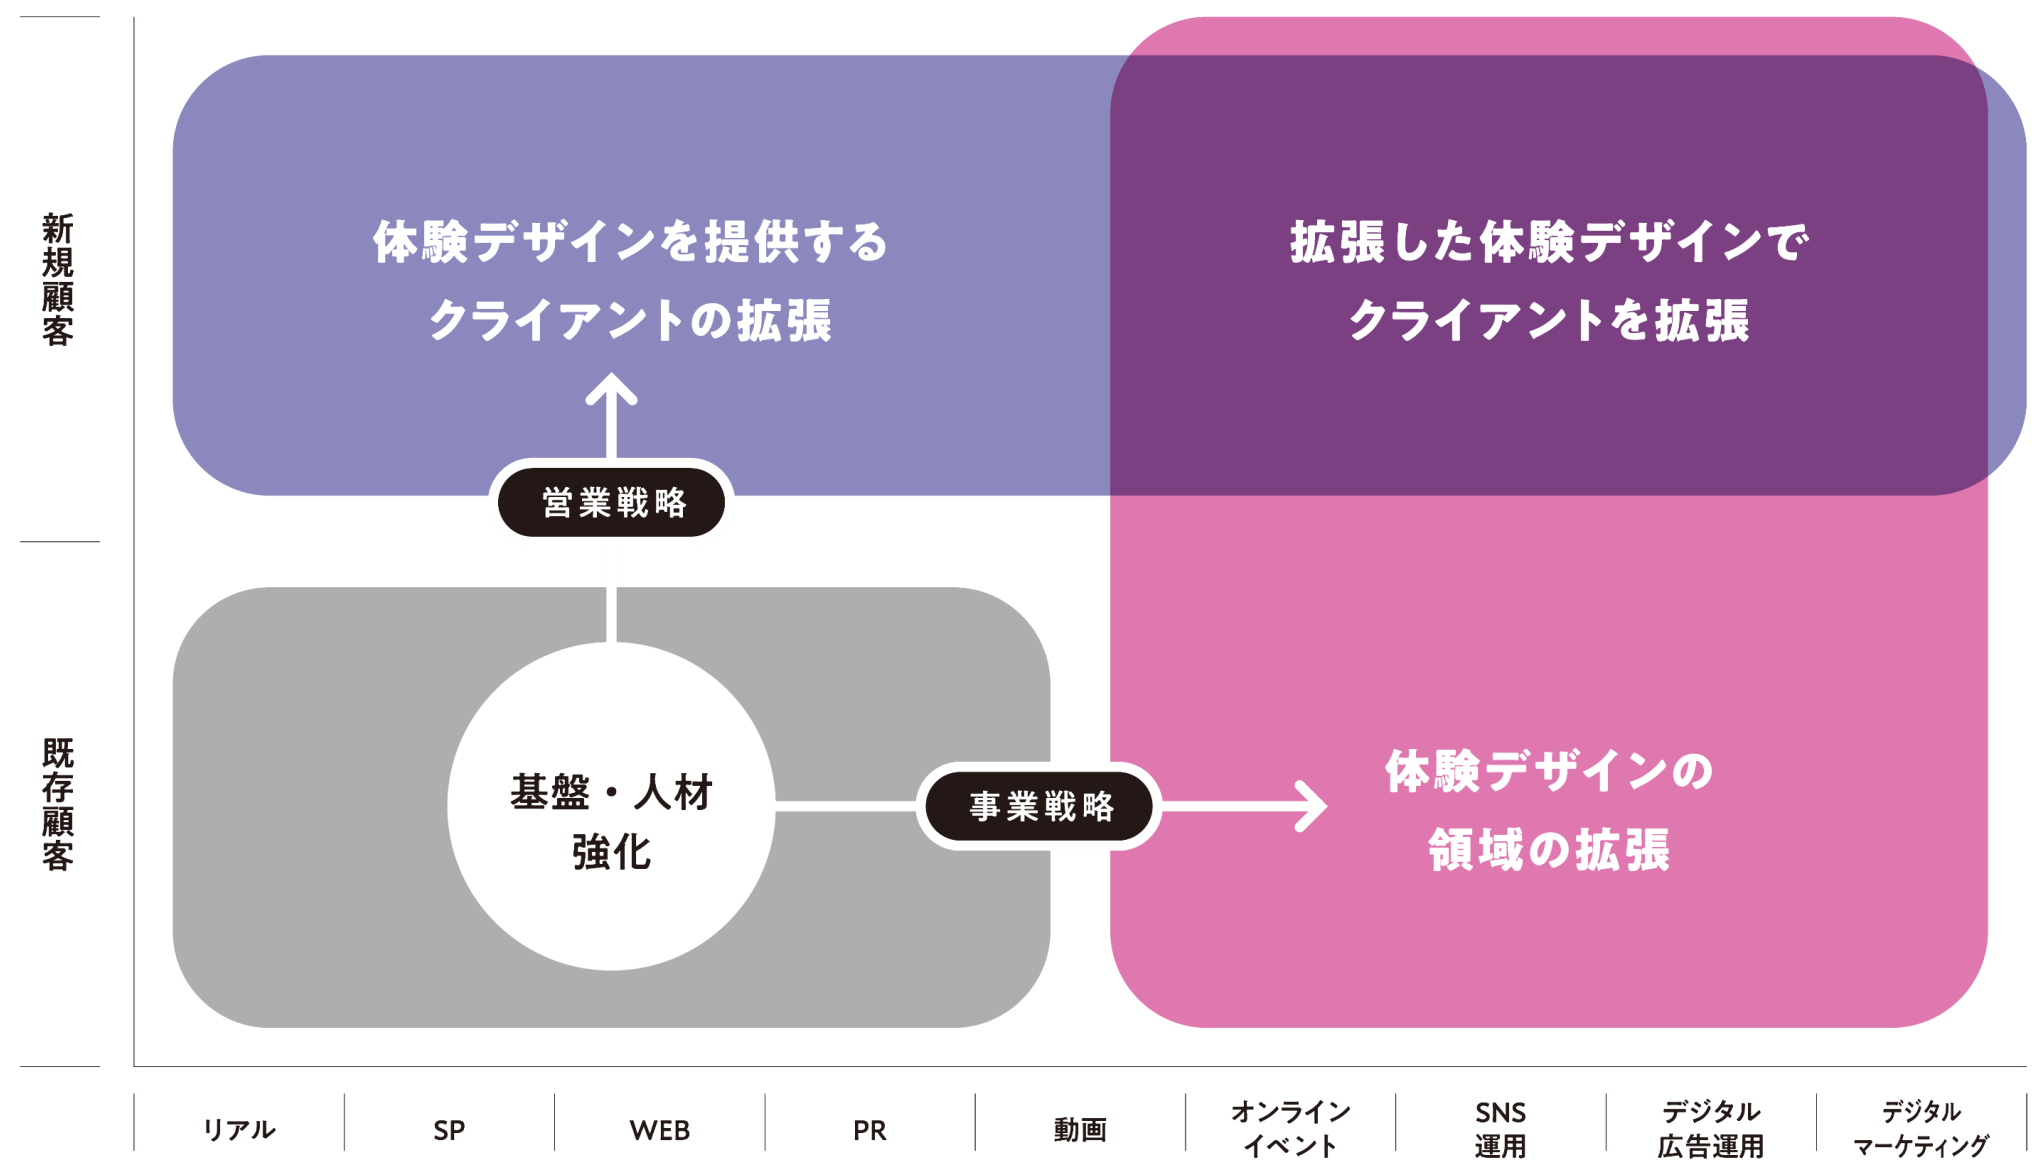 新規顧客
体験デザインを提供する
クライアントの拡張
拡張した体験デザインで
クライアントを拡張
営業戦略
既存顧客
基盤・人材
強化
事業戦略
体験デザインの
領域の拡張
リアル
SP
WEB
PR
動画
オンライン
イベント
SNS
運用
デジタル
広告運用
デジタル
マーケティング